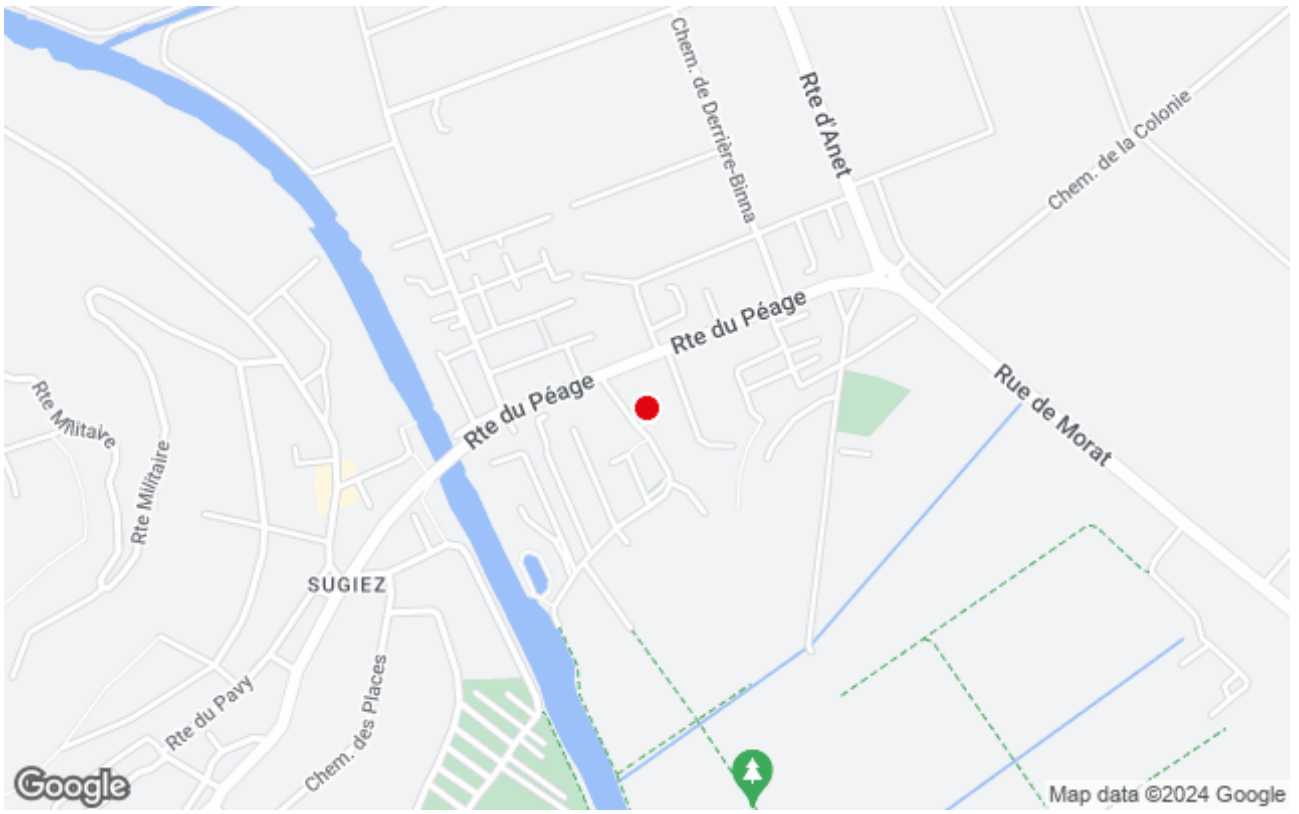 Chem. de Derrière-Binna
Rte d'Anet
Chem. de la Colonie
Rte du Péage
Rte du Péage
Rte Militaire
Rte Militaire
Rue de Morat
SUGIEZ
Rte du Pavy
Chem. des Places
Google
Map data ©2024 Google